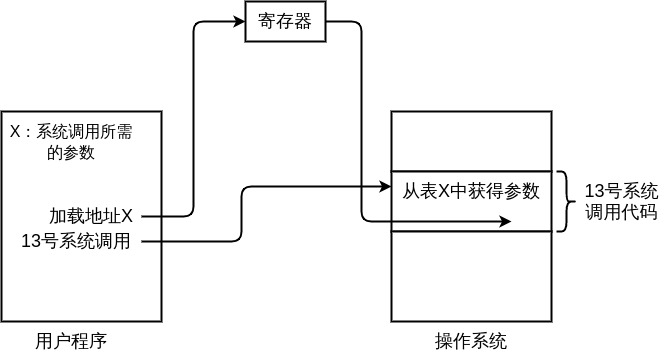 寄存器
X：系统调用所需
的参数
加载地址X
13号系统调用
用户程序
从表X中获得参数
操作系统
13号系统
调用代码